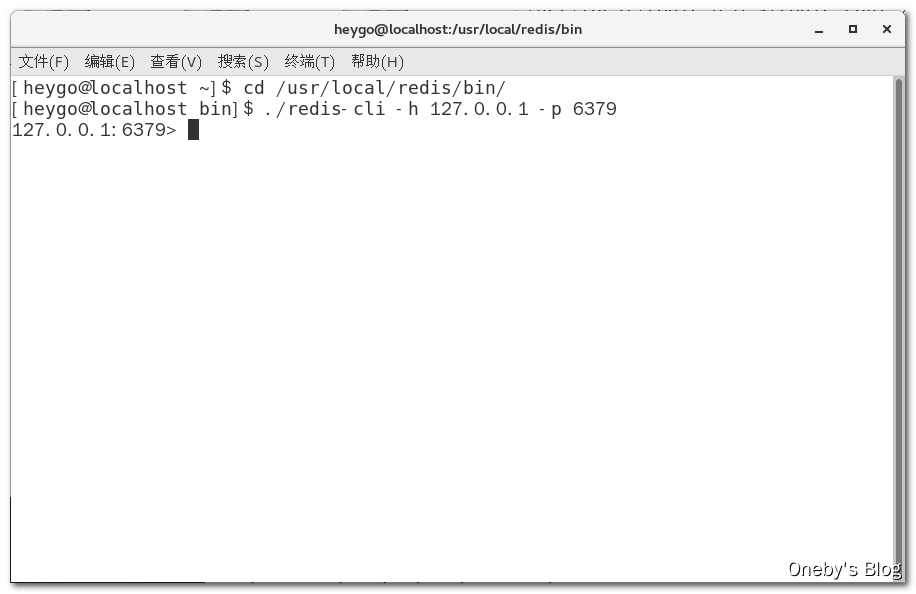 heygo@localhost:/usr/local/redis/bin
文件(F) 编辑(E) 查看(V) 搜索(S) 终端(T) 帮助(H)
[heygo@localhost ~]$ cd /usr/local/redis/bin/
[heygo@localhost bin]$ ./redis-cli -h 127.0.0.1 -p 6379
127.0.0.1:6379>
Oneby's Blog